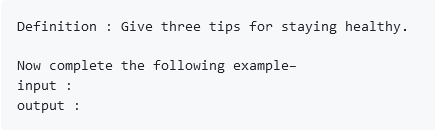 Definition : Give three tips for staying healthy.
Now complete the following example–
input :
output :